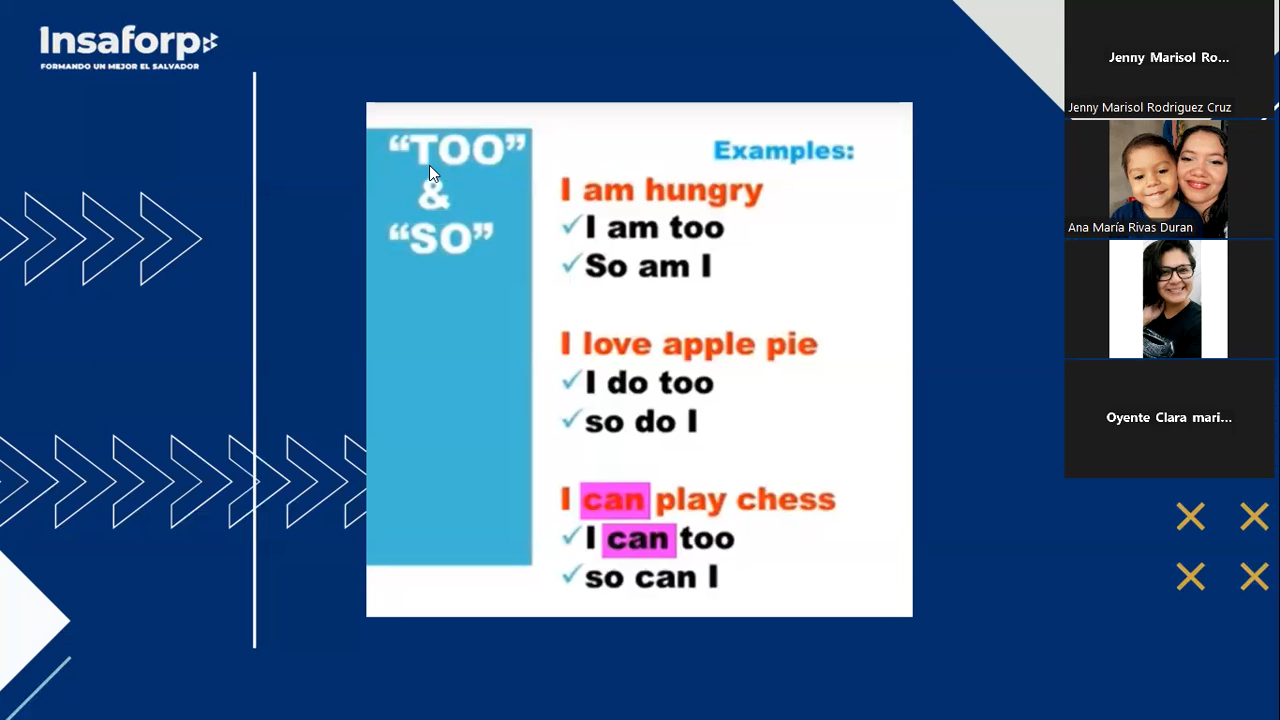 Insaforp
FORMANDO UN MEJOR EL SALVADOR
“TOO”
&
“SO”
Examples:
I am hungry
✓I am too
✓So am I
I love apple pie
✓I do too
✓so do I
I can play chess
✓I can too
✓so can I
Jenny Marisol Ro...
Jenny Marisol Rodriguez Cruz
Ana María Rivas Duran
Oyente Clara mari...